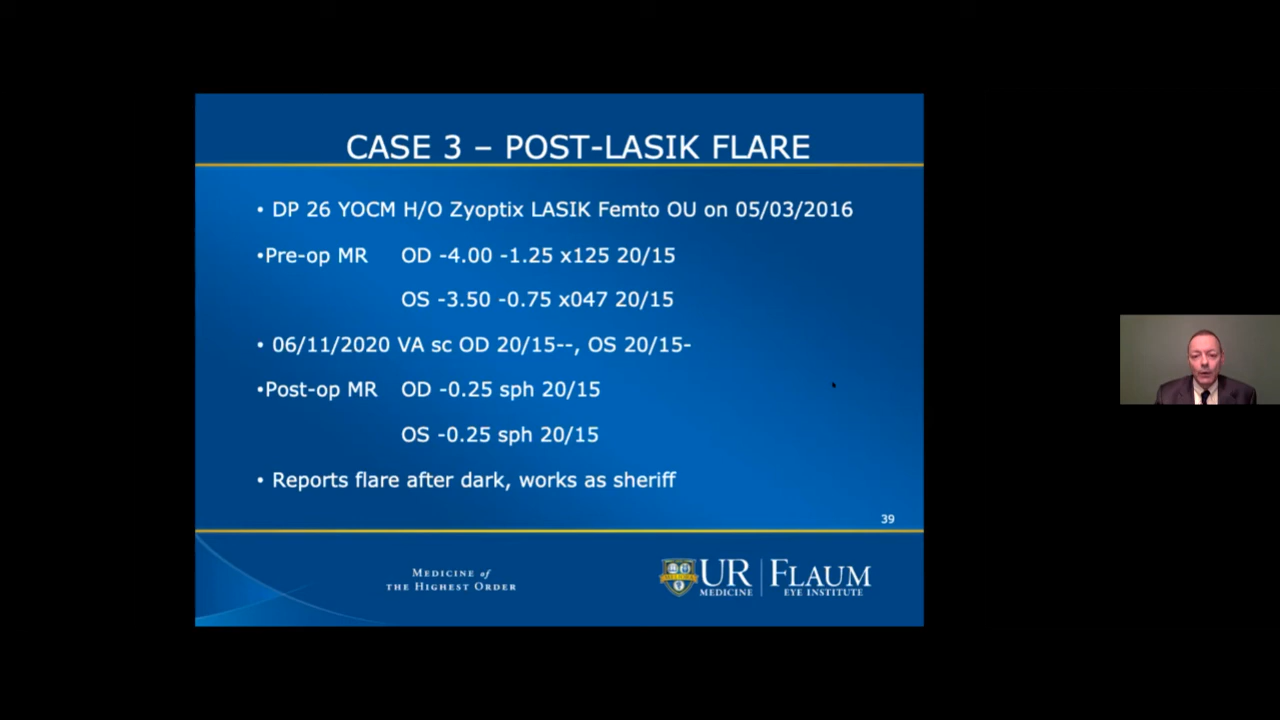 CASE 3 – POST-LASIK FLARE
• DP 26 YOCM H/O Zyoptix LASIK Femto OU on 05/03/2016
•Pre-op MR OD -4.00 -1.25 x125 20/15
OS -3.50 -0.75 x047 20/15
• 06/11/2020 VA sc OD 20/15--, OS 20/15-
•Post-op MR OD -0.25 sph 20/15
OS -0.25 sph 20/15
• Reports flare after dark, works as sheriff
39
MEDICINE of
THE HIGHEST ORDER
UR
MEDICINE
FLAUM
EYE INSTITUTE